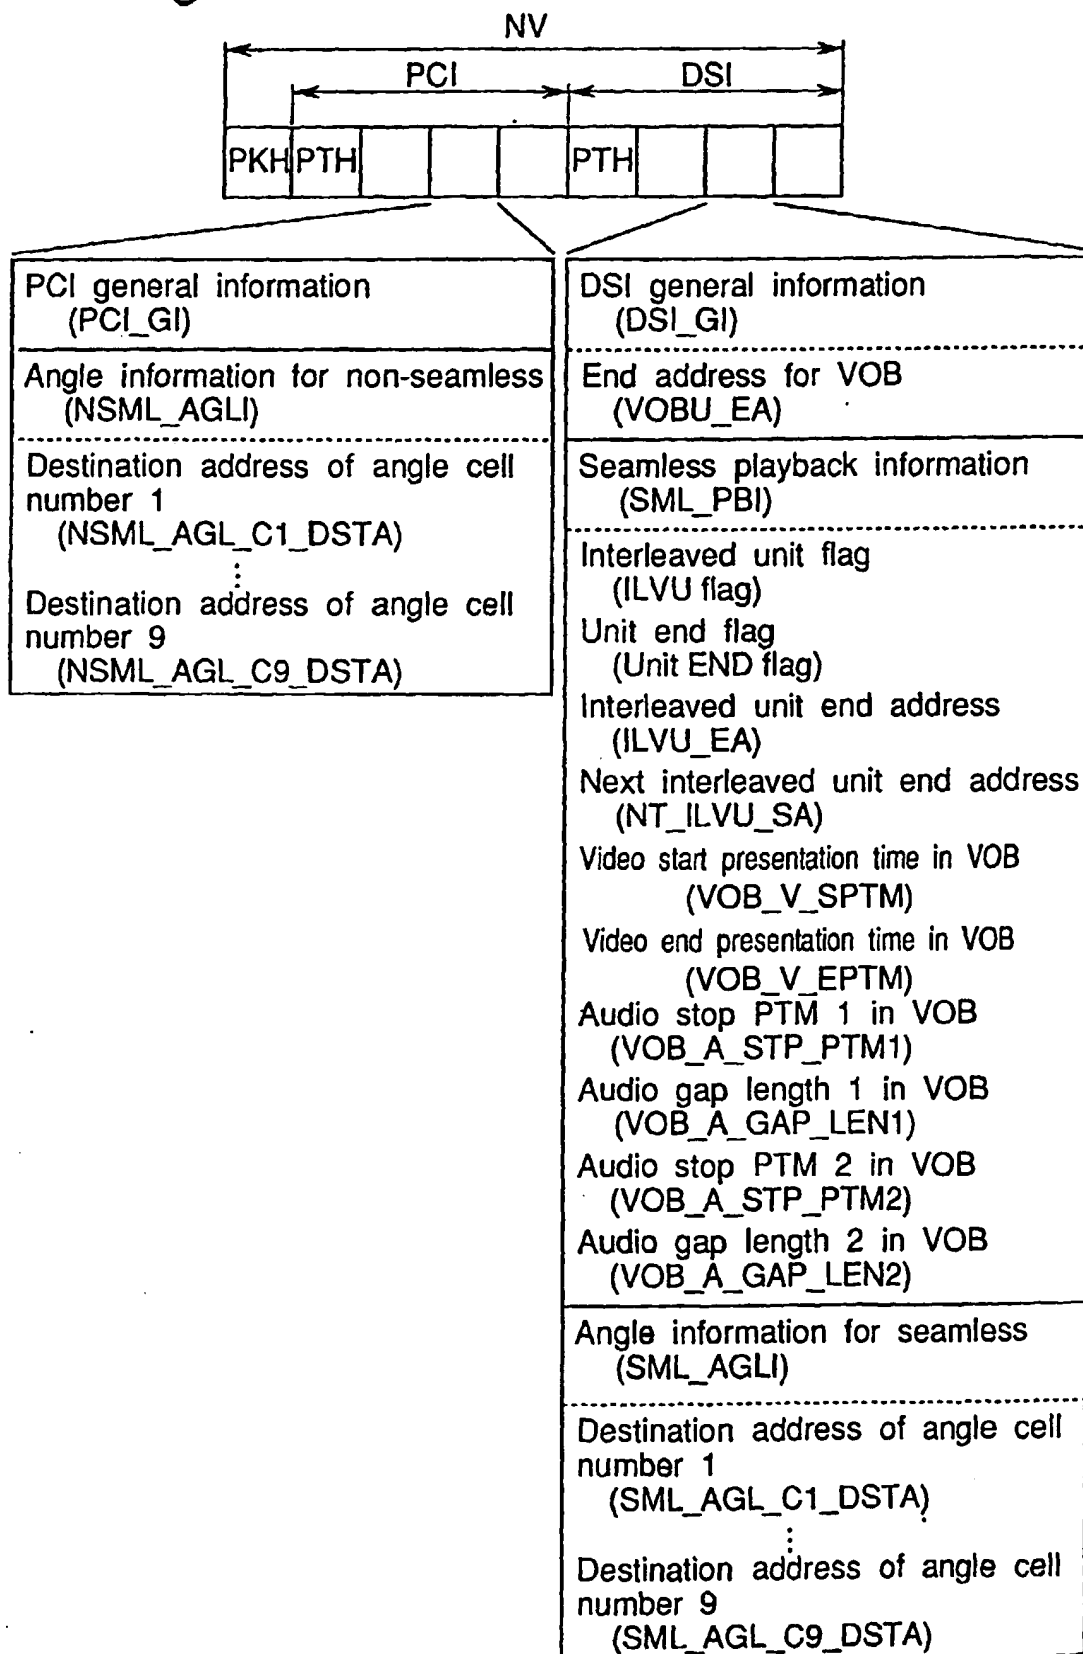 NV
PCI DSI
PKH PTH PTH
PCI general information
(PCI_GI)
Angle information for non-seamless
(NSML_AGLI)
Destination address of angle cell
number 1
(NSML_AGL_C1_DSTA)
Destination address of angle cell
number 9
(NSML_AGL_C9_DSTA)
DSI general information
(DSI_GI)
End address for VOB
(VOBU_EA)
Seamless playback information
(SML_PBI)
Interleaved unit flag
(ILVU flag)
Unit end flag
(Unit END flag)
Interleaved unit end address
(ILVU_EA)
Next interleaved unit end address
(NT_ILVU_SA)
Video start presentation time in VOB
(VOB_V_SPTM)
Video end presentation time in VOB
(VOB_V_EPTM)
Audio stop PTM 1 in VOB
(VOB_A_STP_PTM1)
Audio gap length 1 in VOB
(VOB_A_GAP_LEN1)
Audio stop PTM 2 in VOB
(VOB_A_STP_PTM2)
Audio gap length 2 in VOB
(VOB_A_GAP_LEN2)
Angle information for seamless
(SML_AGLI)
Destination address of angle cell
number 1
(SML_AGL_C1_DSTA)
Destination address of angle cell
number 9
(SML_AGL_C9_DSTA)